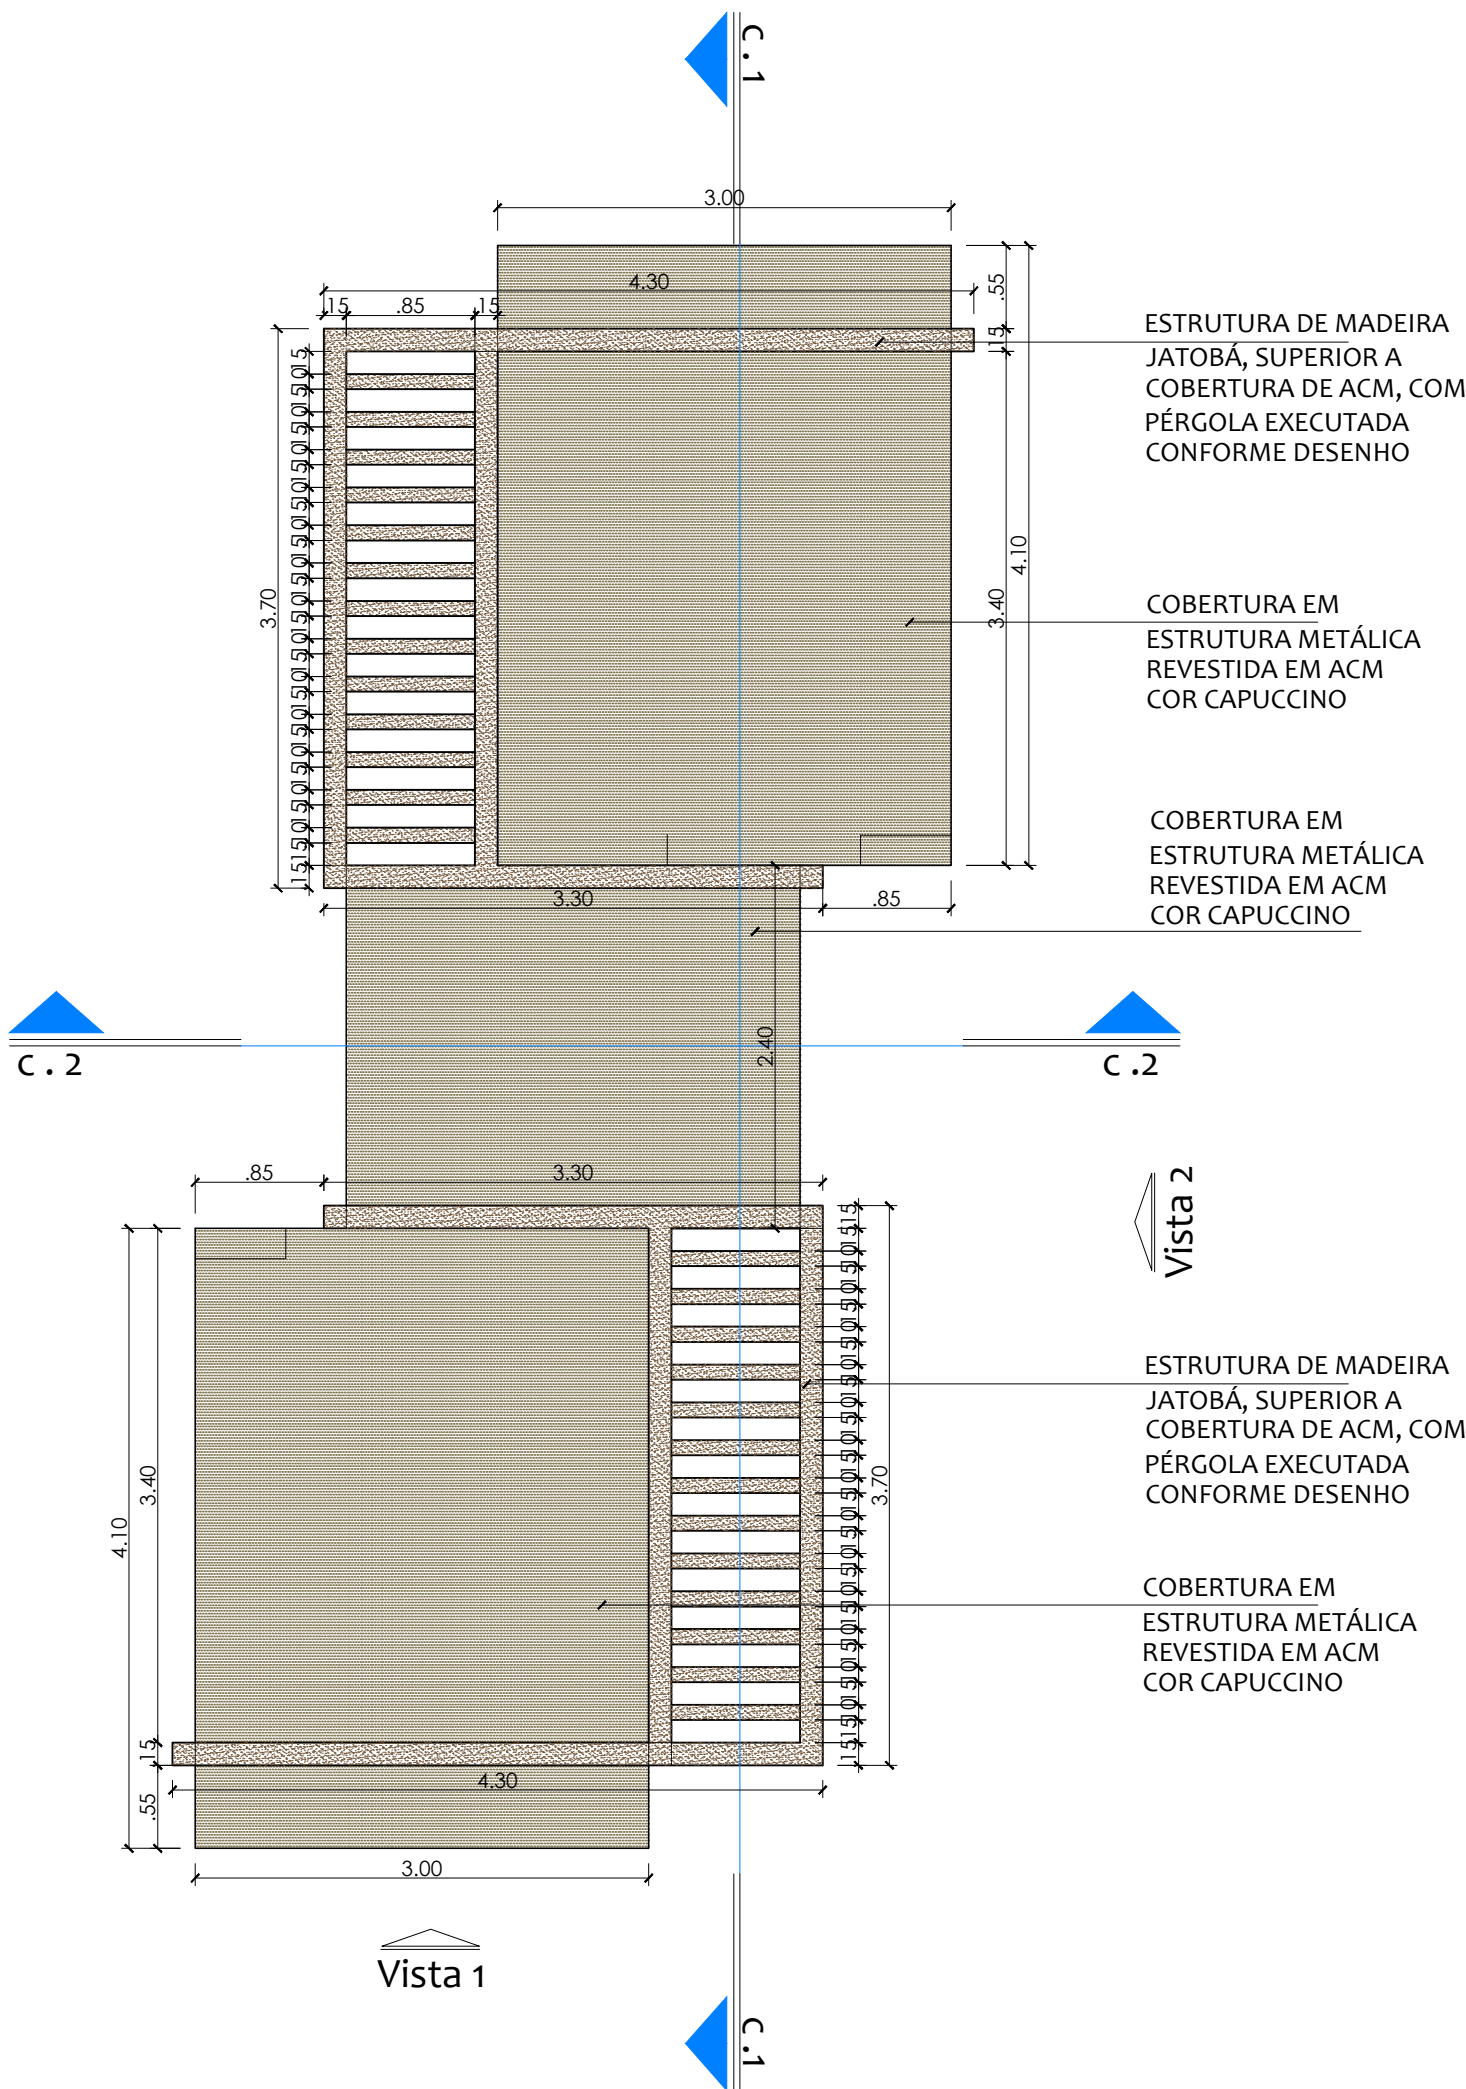 C . 1
3.00
4.30
.15
.85
.15
.55
.15
ESTRUTURA DE MADEIRA
JATOBÁ, SUPERIOR A
COBERTURA DE ACM, COM
PÉRGOLA EXECUTADA
CONFORME DESENHO
3.70
4.10
3.40
COBERTURA EM
ESTRUTURA METÁLICA
REVESTIDA EM ACM
COR CAPUCCINO
COBERTURA EM
ESTRUTURA METÁLICA
REVESTIDA EM ACM
COR CAPUCCINO
3.30
.85
2.40
C . 2
C .2
.85
3.30
Vista 2
ESTRUTURA DE MADEIRA
JATOBÁ, SUPERIOR A
COBERTURA DE ACM, COM
PÉRGOLA EXECUTADA
CONFORME DESENHO
3.40
3.70
4.10
COBERTURA EM
ESTRUTURA METÁLICA
REVESTIDA EM ACM
COR CAPUCCINO
.15
4.30
.55
3.00
Vista 1
C .1